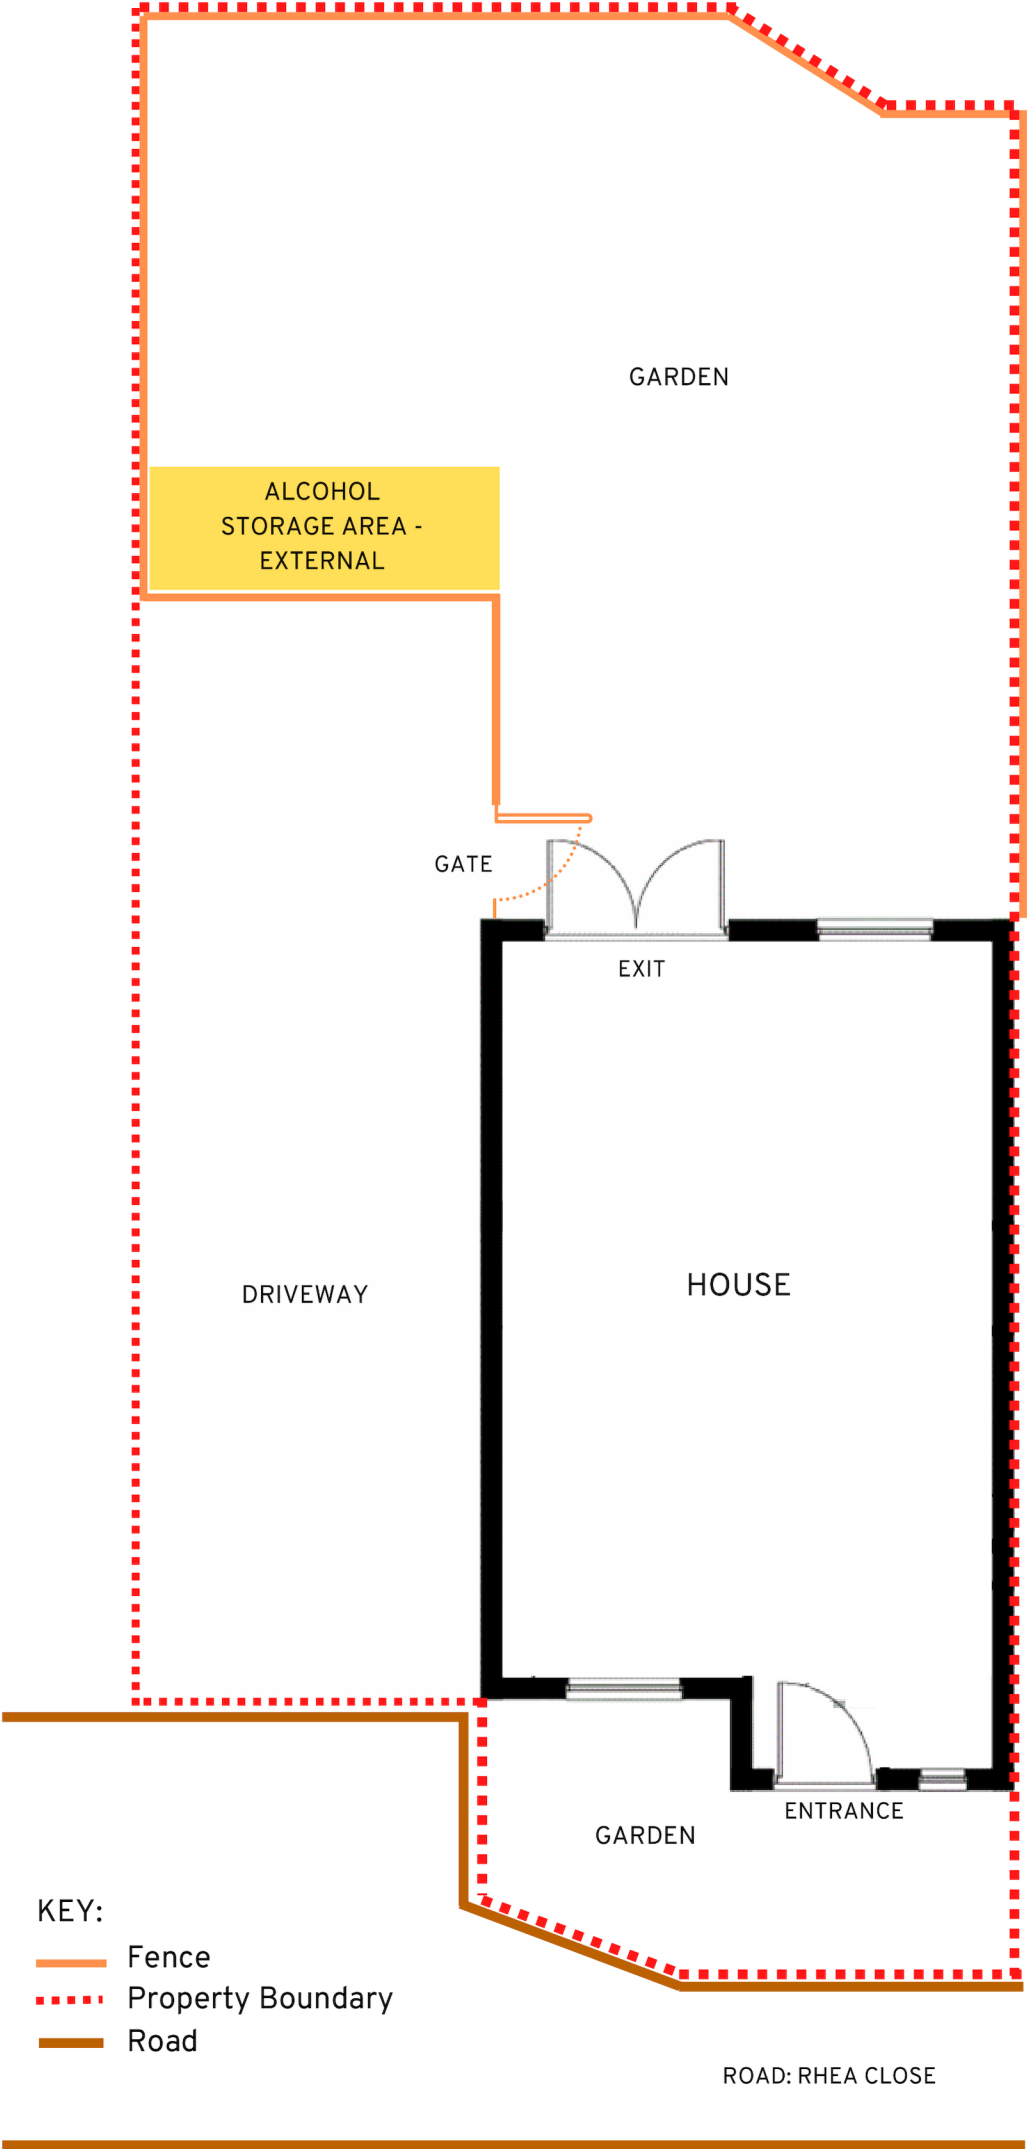 GARDEN
ALCOHOL
STORAGE AREA -
EXTERNAL
GATE
EXIT
HOUSE
DRIVEWAY
ENTRANCE
GARDEN
KEY:
Fence
Property Boundary
Road
ROAD: RHEA CLOSE